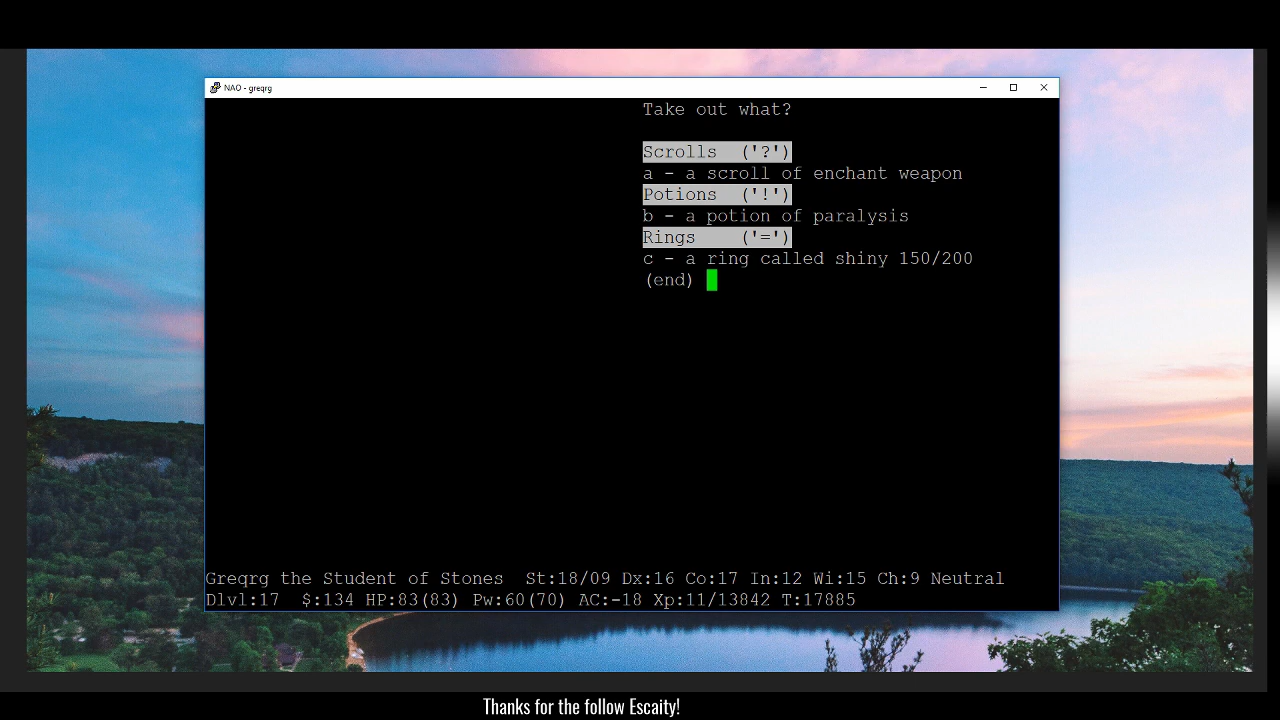 NAO - greqrg
Take out what?
Scrolls ('?')
a - a scroll of enchant weapon
Potions ('!')
b - a potion of paralysis
Rings ('=')
c - a ring called shiny 150/200
(end)
Greqrg the Student of Stones St:18/09 Dx:16 Co:17 In:12 Wi:15 Ch:9 Neutral
Dlvl:17 $:134 HP:83(83) Pw:60(70) AC:-18 Xp:11/13842 T:17885
Thanks for the follow Escaity!